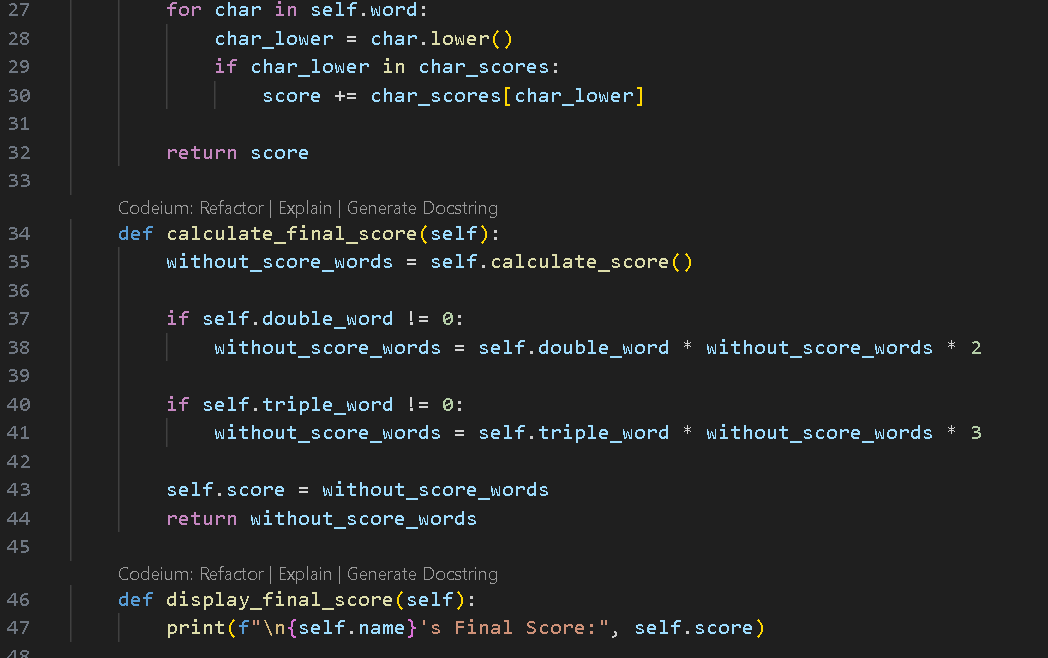 27 for char in self.word:
28 char_lower = char.lower()
29 if char_lower in char_scores:
30 score += char_scores[char_lower]
31
32 return score
33
Codeium: Refactor | Explain | Generate Docstring
34 def calculate_final_score(self):
35 without_score_words = self.calculate_score()
36
37 if self.double_word != 0:
38 without_score_words = self.double_word * without_score_words * 2
39
40 if self.triple_word != 0:
41 without_score_words = self.triple_word * without_score_words * 3
42
43 self.score = without_score_words
44 return without_score_words
45
Codeium: Refactor | Explain | Generate Docstring
46 def display_final_score(self):
47 print(f"\n{self.name}'s Final Score:", self.score)
48